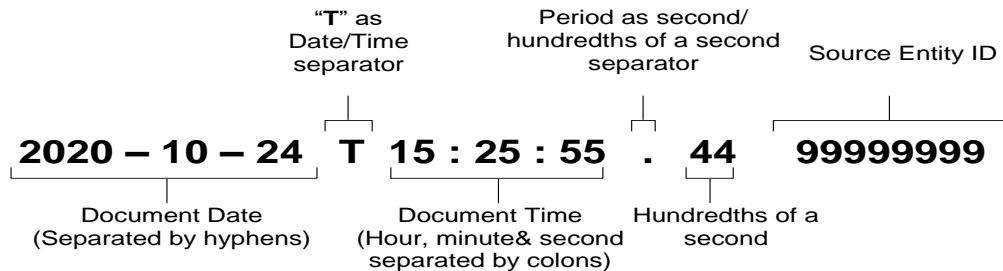 “T” as
Date/Time
separator
Period as second/
hundredths of a second
separator
Source Entity ID
2020 – 10 – 24 T 15 : 25 : 55 . 44 99999999
Document Date
(Separated by hyphens)
Document Time
(Hour, minute& second
separated by colons)
Hundredths of a
second